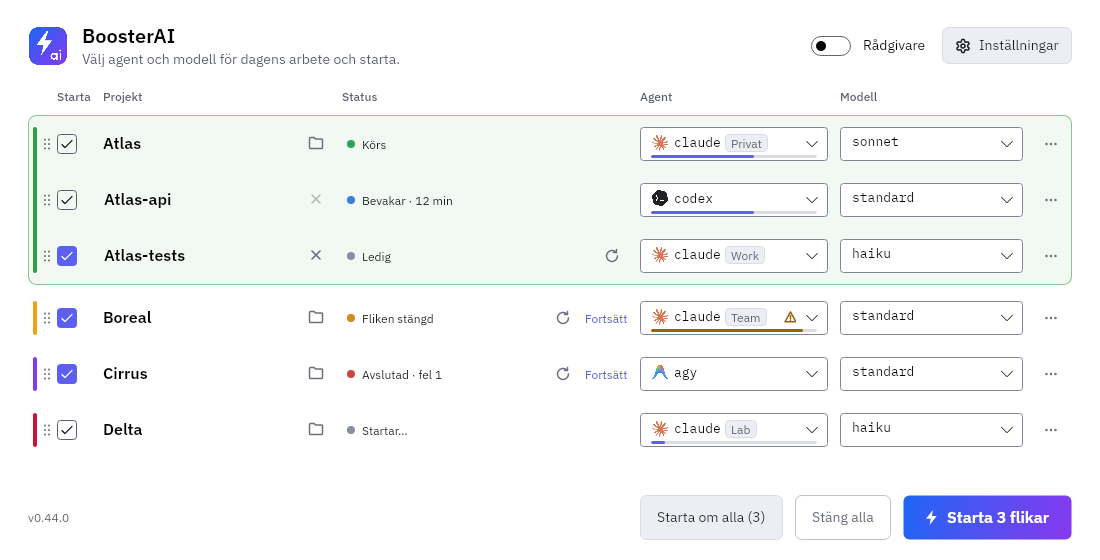 ai
BoosterAI
Välj agent och modell för dagens arbete och starta.
Rådgivare
Inställningar
Starta Projekt Status Agent Modell
Atlas Körs claude Privat sonnet
Atlas-api Bevakar · 12 min codex standard
Atlas-tests Ledig claude Work haiku
Boreal Fliken stängd Fortsätt claude Team standard
Cirrus Avslutad · fel 1 Fortsätt agy standard
Delta Startar... claude Lab haiku
v0.44.0 Starta om alla (3) Stäng alla Starta 3 flikar